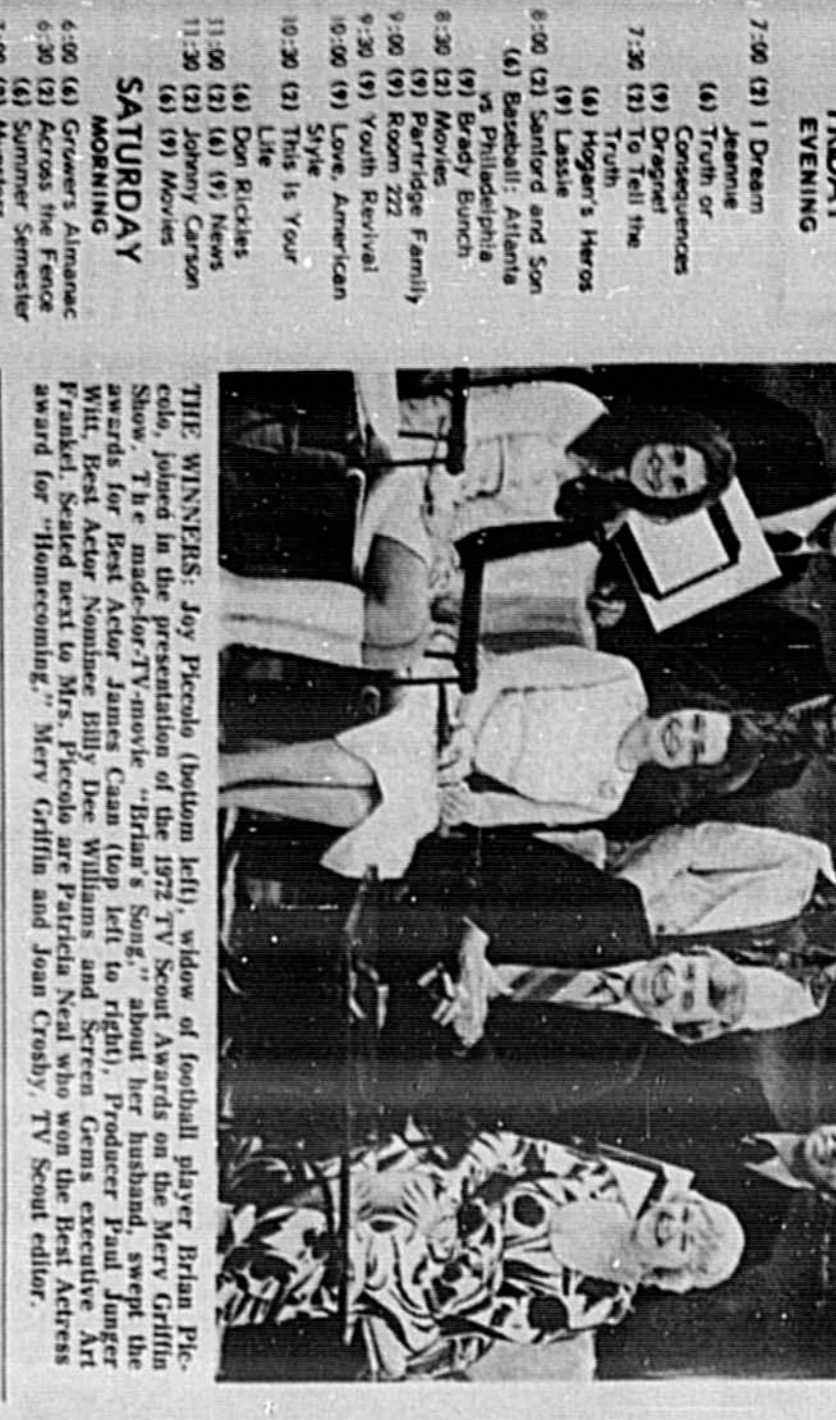 EVENING
7:00 (2) I Dream
Jeannie
(6) Truth or
Consequences
(9) Dragnet
7:30 (2) To Tell the
Truth
(6) Hogan's Heros
(9) Lassie
8:00 (2) Sanford and Son
(6) Baseball: Atlanta
vs Philadelphia
(9) Brady Bunch
8:30 (2) Movies
(9) Partridge Family
9:00 (9) Room 222
9:30 (9) Youth Revival
10:00 (9) Love, American
Style
10:30 (2) This Is Your
Life
(6) Don Rickles
11:00 (2) (6) (9) News
11:30 (2) Johnny Carson
(6) (9) Movies
SATURDAY
MORNING
6:00 (6) Growers Almanac
6:30 (2) Across the Fence
(6) Summer Semester
THE WINNERS: Joy Piccolo (bottom left), widow of football player Brian Pic-
colo, joined in the presentation of the 1972 TV Scout Awards on the Merv Griffin
Show. The made-for-TV-movie "Brian's Song," about her husband, swept the
awards for Best Actor James Caan (top left to right), Producer Paul Junger
Witt, Best Actor Nominee Billy Dee Williams and Screen Gems executive Art
Frankel. Seated next to Mrs. Piccolo are Patricia Neal who won the Best Actress
award for "Homecoming," Merv Griffin and Joan Crosby, TV Scout editor.